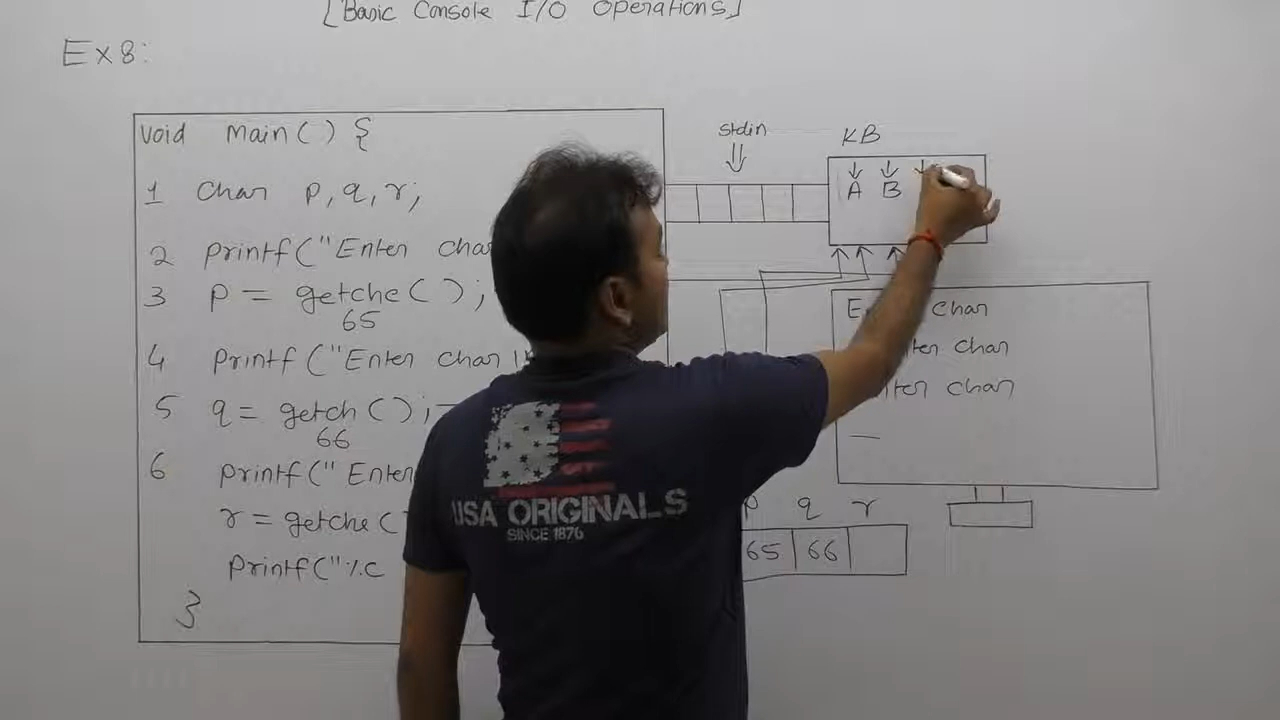 [Basic Console I/O Operations]
Ex8:
void main() {
1 char p, q, r;
2 printf("Enter
3 p = getche();
65
4 printf("Enter char
5 q = getch();
66
6 printf("Enter
r = getche(
printf("%c
}
stdin
KB
A B
char
char
char
p q r
65 66
USA ORIGINALS
SINCE 1876